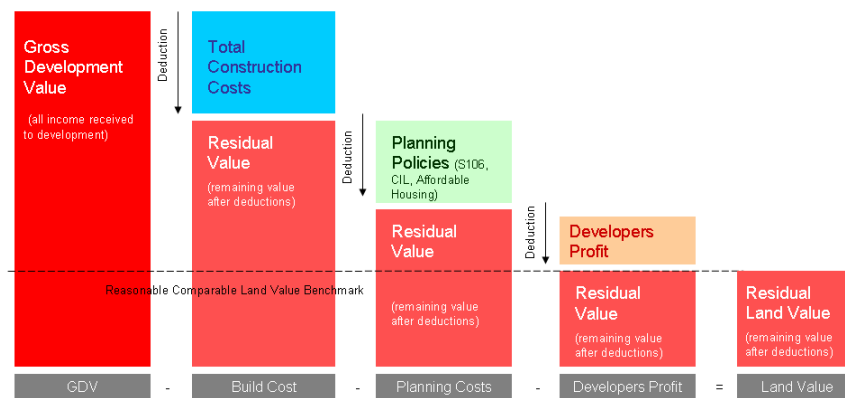 Gross
Development
Value
(all income received
to development)
Deduction
Total
Construction
Costs
Residual
Value
(remaining value
after deductions)
Deduction
Planning
Policies (S106,
CIL, Affordable
Housing)
Residual
Value
(remaining value
after deductions)
Deduction
Developers
Profit
Reasonable Comparable Land Value Benchmark
Residual
Value
(remaining value
after deductions)
Residual
Land Value
(remaining value
after deductions)
GDV - Build Cost - Planning Costs - Developers Profit = Land Value